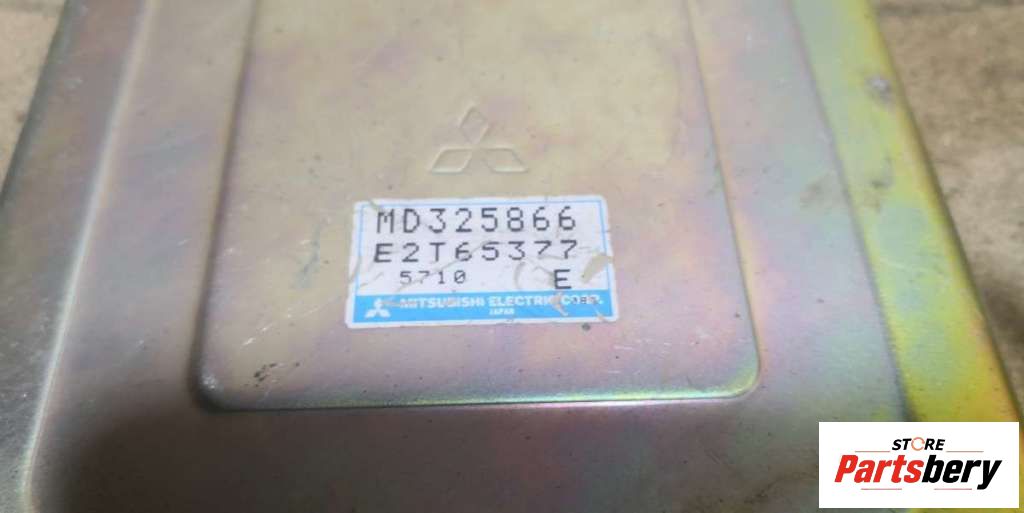 MD325866
E2T65377
5710 E
MITSUBISHI ELECTRIC CORP.
JAPAN
STORE
Partsbery